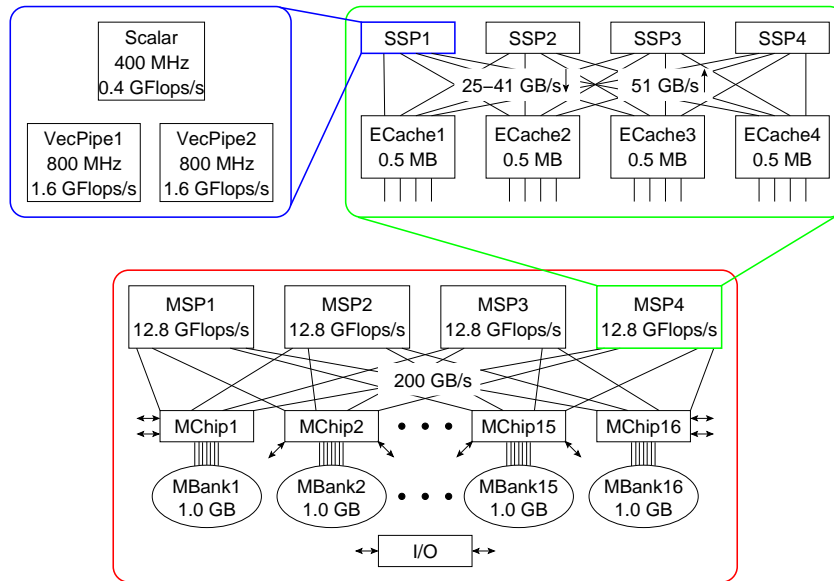 Scalar
400 MHz
0.4 GFlops/s
VecPipe1
800 MHz
1.6 GFlops/s
VecPipe2
800 MHz
1.6 GFlops/s
SSP1
SSP2
SSP3
SSP4
25−41 GB/s
51 GB/s
ECache1
0.5 MB
ECache2
0.5 MB
ECache3
0.5 MB
ECache4
0.5 MB
MSP1
12.8 GFlops/s
MSP2
12.8 GFlops/s
MSP3
12.8 GFlops/s
MSP4
12.8 GFlops/s
200 GB/s
MChip1
MChip2
MChip15
MChip16
MBank1
1.0 GB
MBank2
1.0 GB
MBank15
1.0 GB
MBank16
1.0 GB
I/O